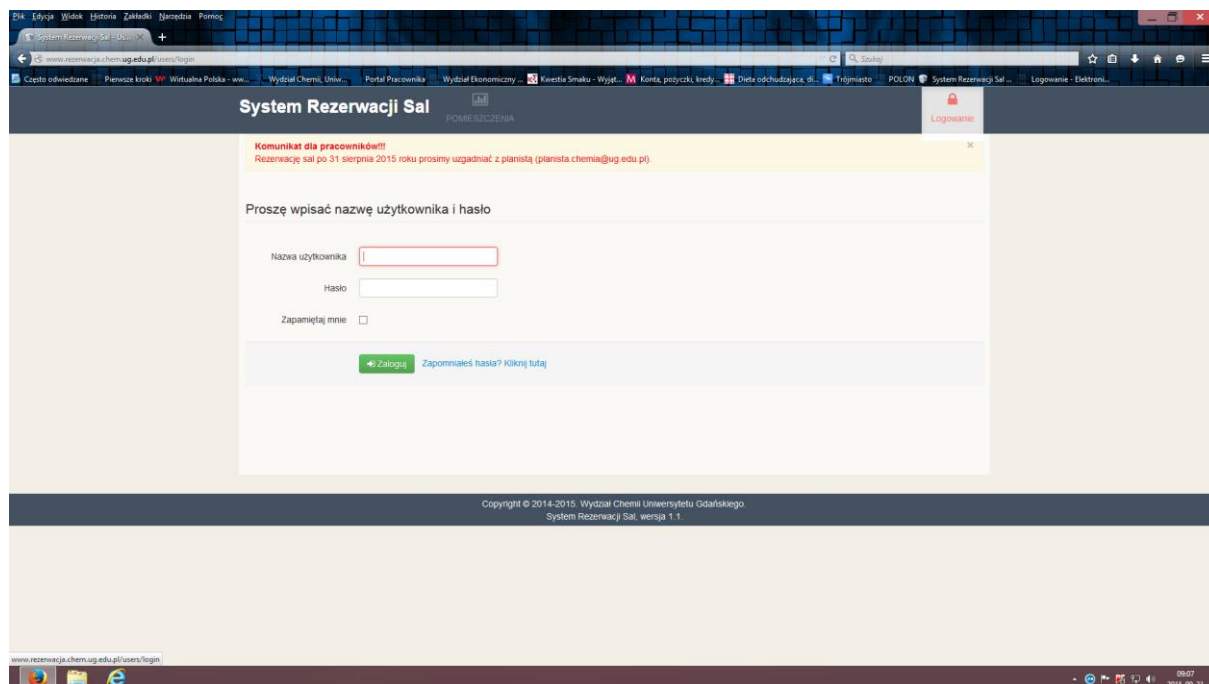 Plik Edycja Widok Historia Zakładki Narzędzia Pomoc
System Rezerwacji Sal - Us... × +
www.rezerwacja.chem.ug.edu.pl/users/login Szukaj
Często odwiedzane Pierwsze kroki Wirtualna Polska - ww... Wydział Chemii, Uniw... Portal Pracownika Wydział Ekonomiczny ... Kwestia Smaku - Wyjąt... Konta, pożyczki, kredy... Dieta odchudzająca, di... Trójmiasto POLON System Rezerwacji Sal ... Logowanie - Elektroni...
System Rezerwacji Sal POMIESZCZENIA Logowanie
Komunikat dla pracowników!!! ×
Rezerwację sal po 31 sierpnia 2015 roku prosimy uzgadniać z planistą (planista.chemia@ug.edu.pl).
Proszę wpisać nazwę użytkownika i hasło
Nazwa użytkownika
Hasło
Zapamiętaj mnie
Zaloguj Zapomniałeś hasła? Kliknij tutaj
Copyright © 2014-2015. Wydział Chemii Uniwersytetu Gdańskiego.
System Rezerwacji Sal, wersja 1.1.
www.rezerwacja.chem.ug.edu.pl/users/login
09:07